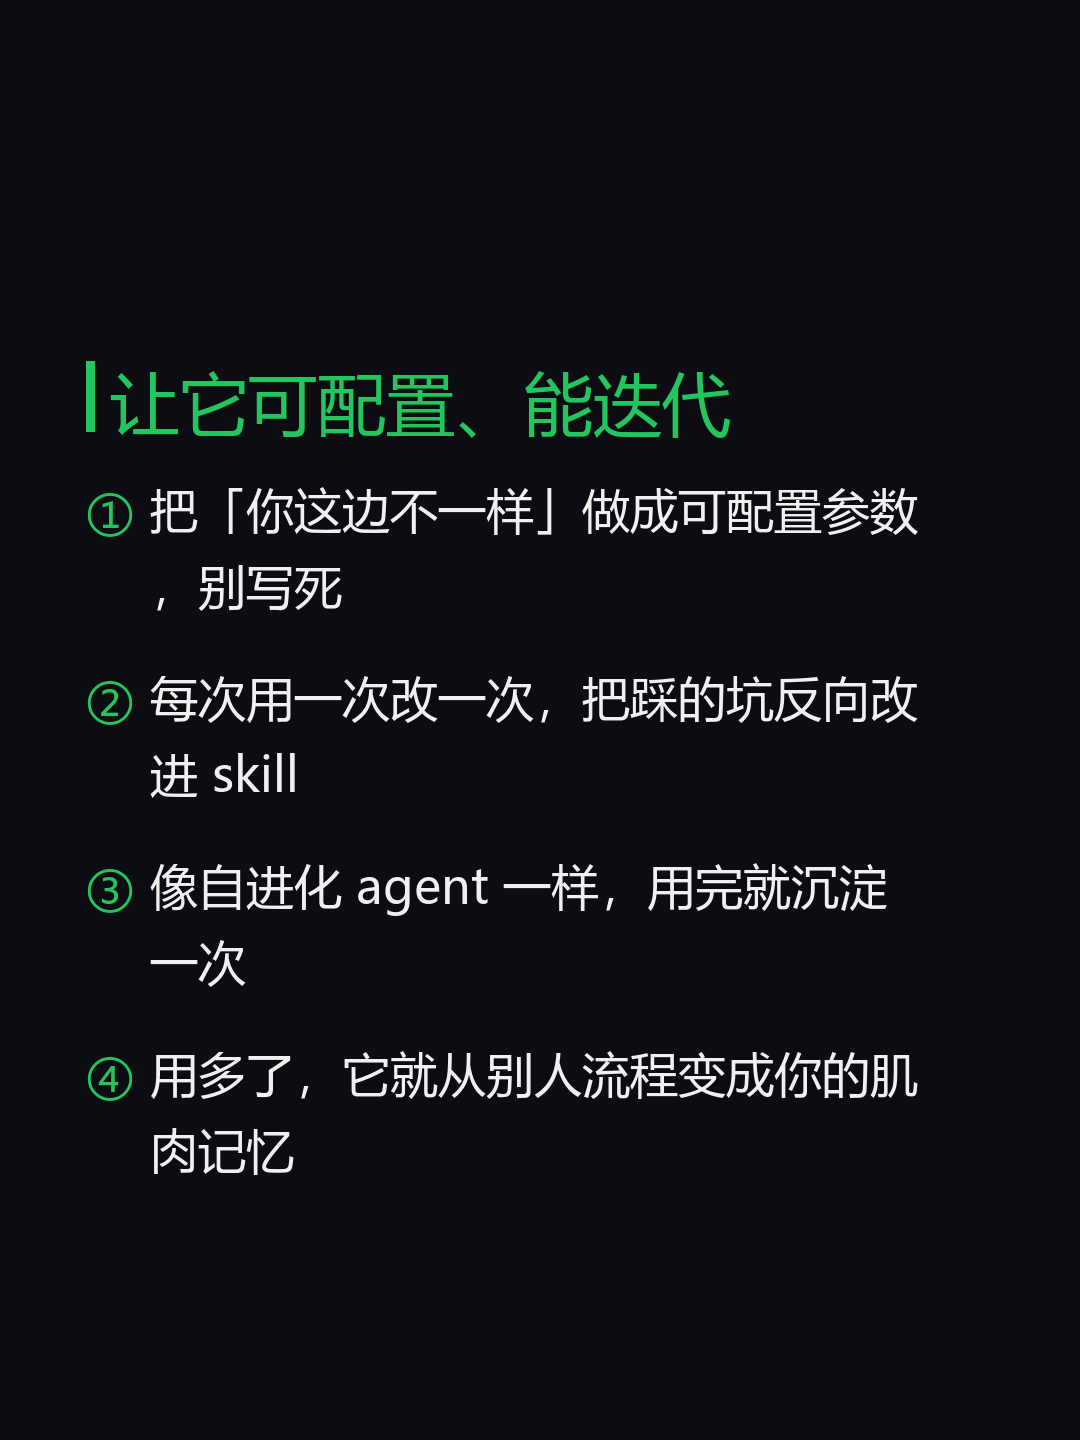 让它可配置、能迭代
① 把「你这边不一样」做成可配置参数
，别写死
② 每次用一次改一次，把踩的坑反向改
进 skill
③ 像自进化 agent 一样，用完就沉淀
一次
④ 用多了，它就从别人流程变成你的肌
肉记忆